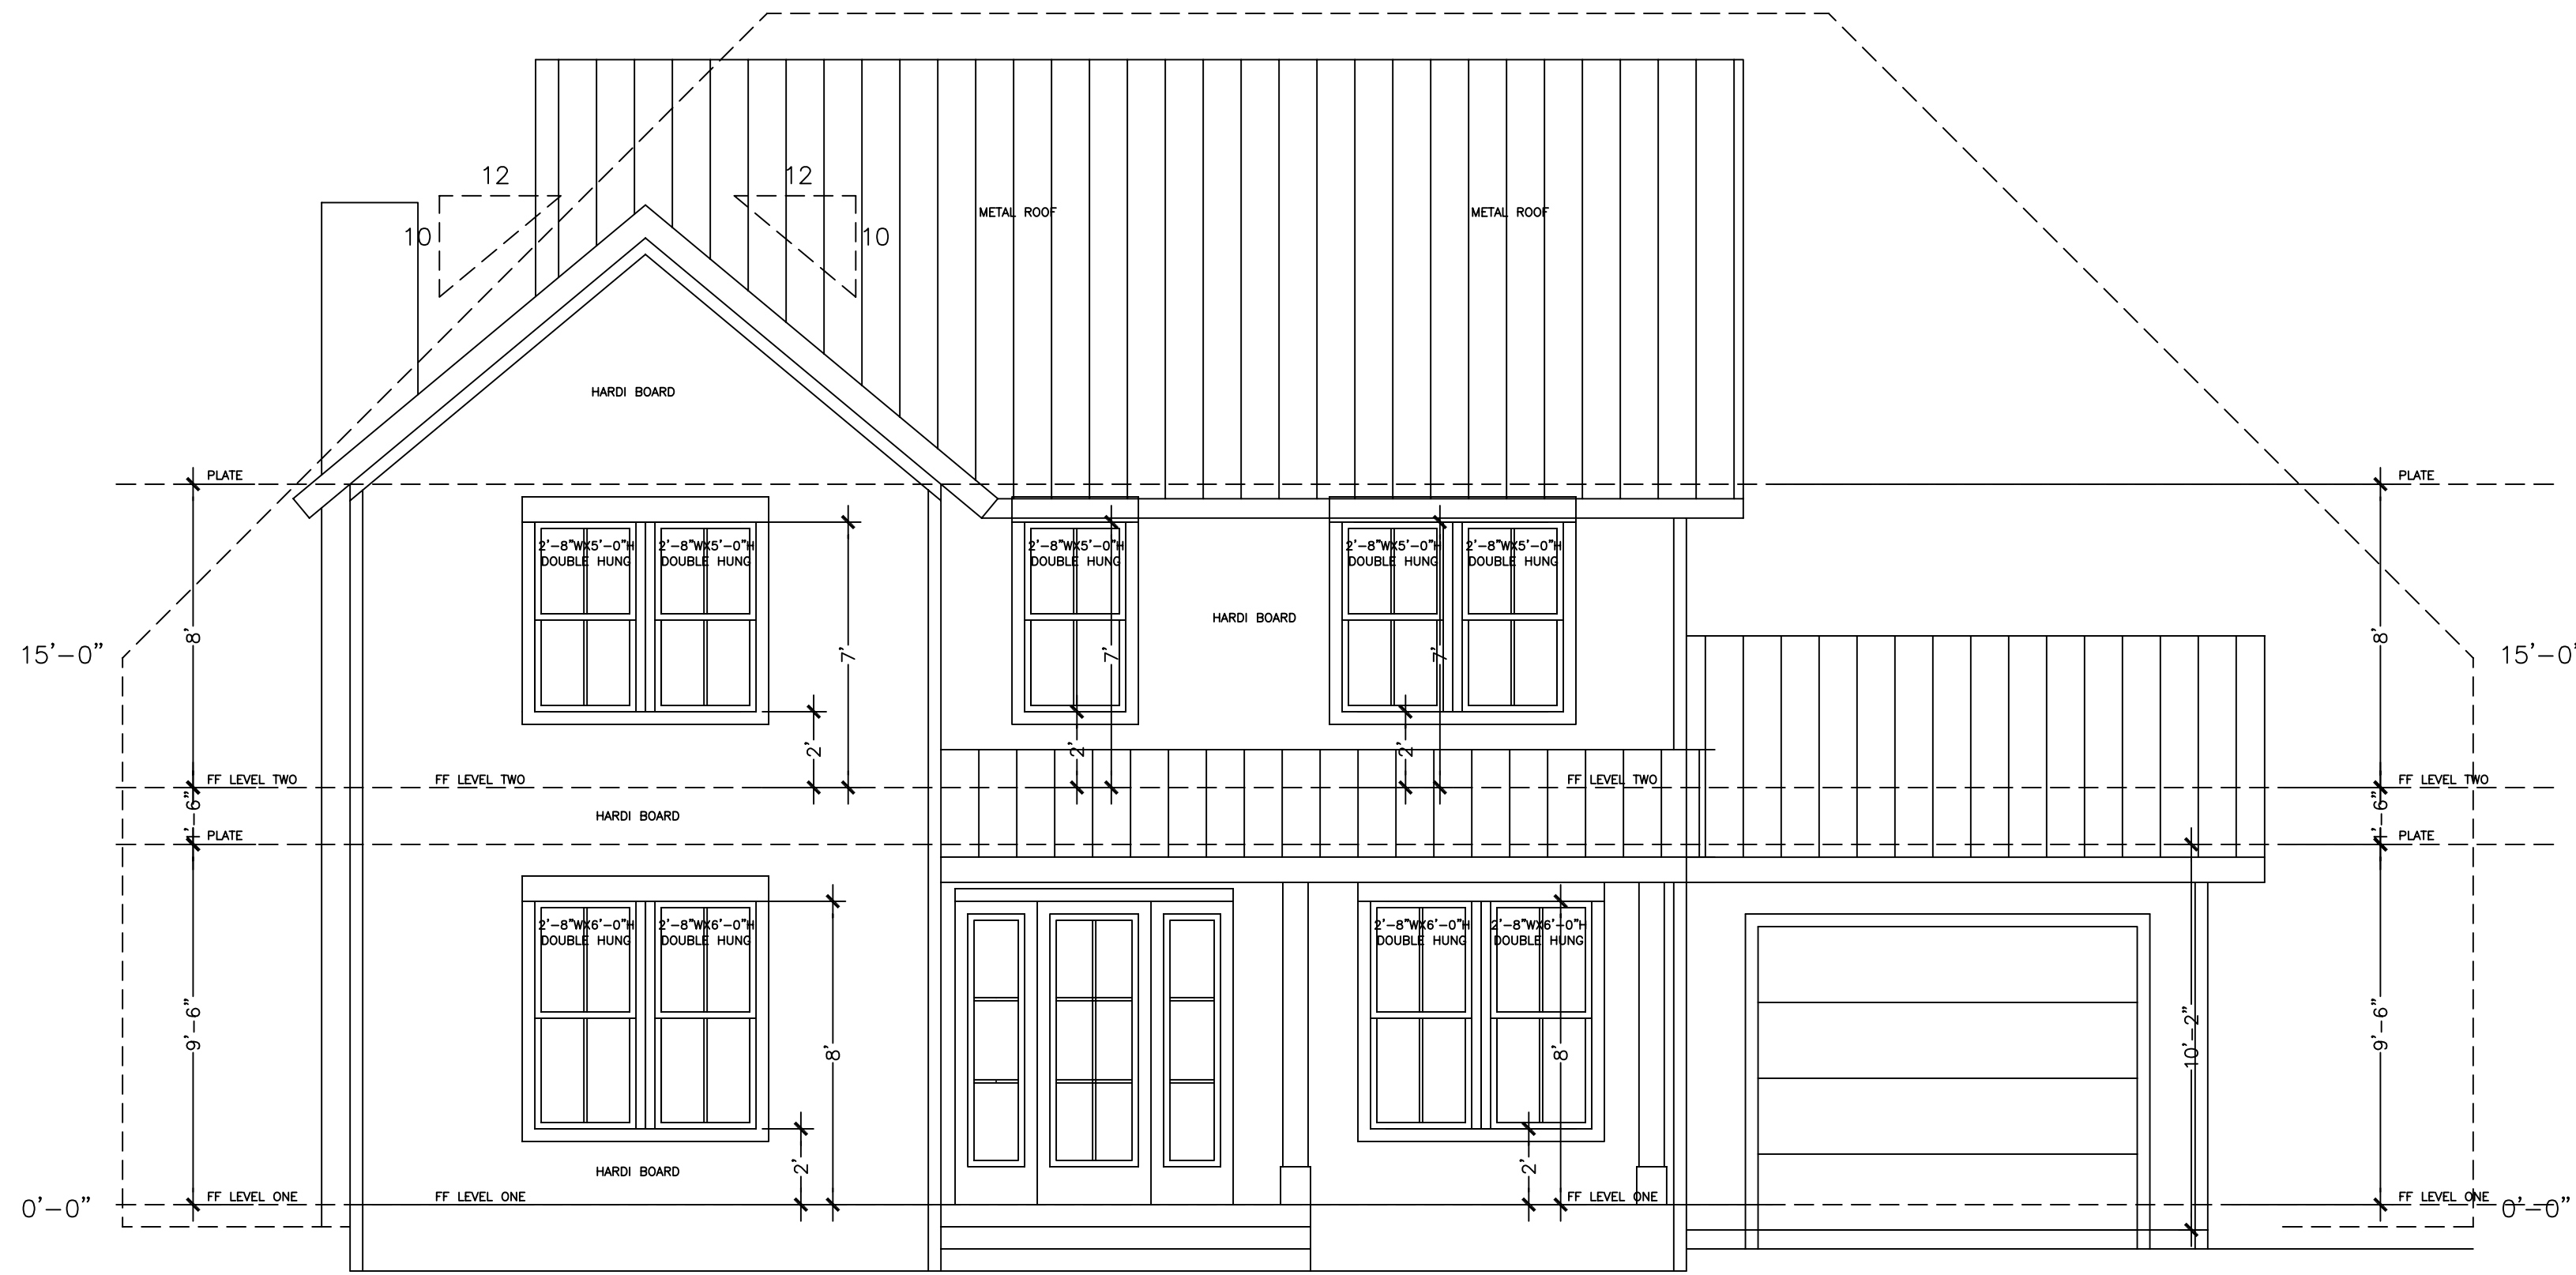 12
12
10
10
METAL ROOF
METAL ROOF
HARDI BOARD
PLATE
PLATE
2'-8"WX5'-0"H
DOUBLE HUNG
2'-8"WX5'-0"H
DOUBLE HUNG
2'-8"WX5'-0"H
DOUBLE HUNG
2'-8"WX5'-0"H
DOUBLE HUNG
2'-8"WX5'-0"H
DOUBLE HUNG
HARDI BOARD
8'
8'
15'-0"
7'
7'
7'
15'-0"
2'
2'
2'
FF LEVEL TWO
FF LEVEL TWO
FF LEVEL TWO
FF LEVEL TWO
1'-6"
1'-6"
HARDI BOARD
PLATE
PLATE
2'-8"WX6'-0"H
DOUBLE HUNG
2'-8"WX6'-0"H
DOUBLE HUNG
2'-8"WX6'-0"H
DOUBLE HUNG
2'-8"WX6'-0"H
DOUBLE HUNG
9'-6"
8'
8'
10'-2"
9'-6"
HARDI BOARD
2'
2'
FF LEVEL ONE
FF LEVEL ONE
FF LEVEL ONE
FF LEVEL ONE
0'-0"
0'-0"